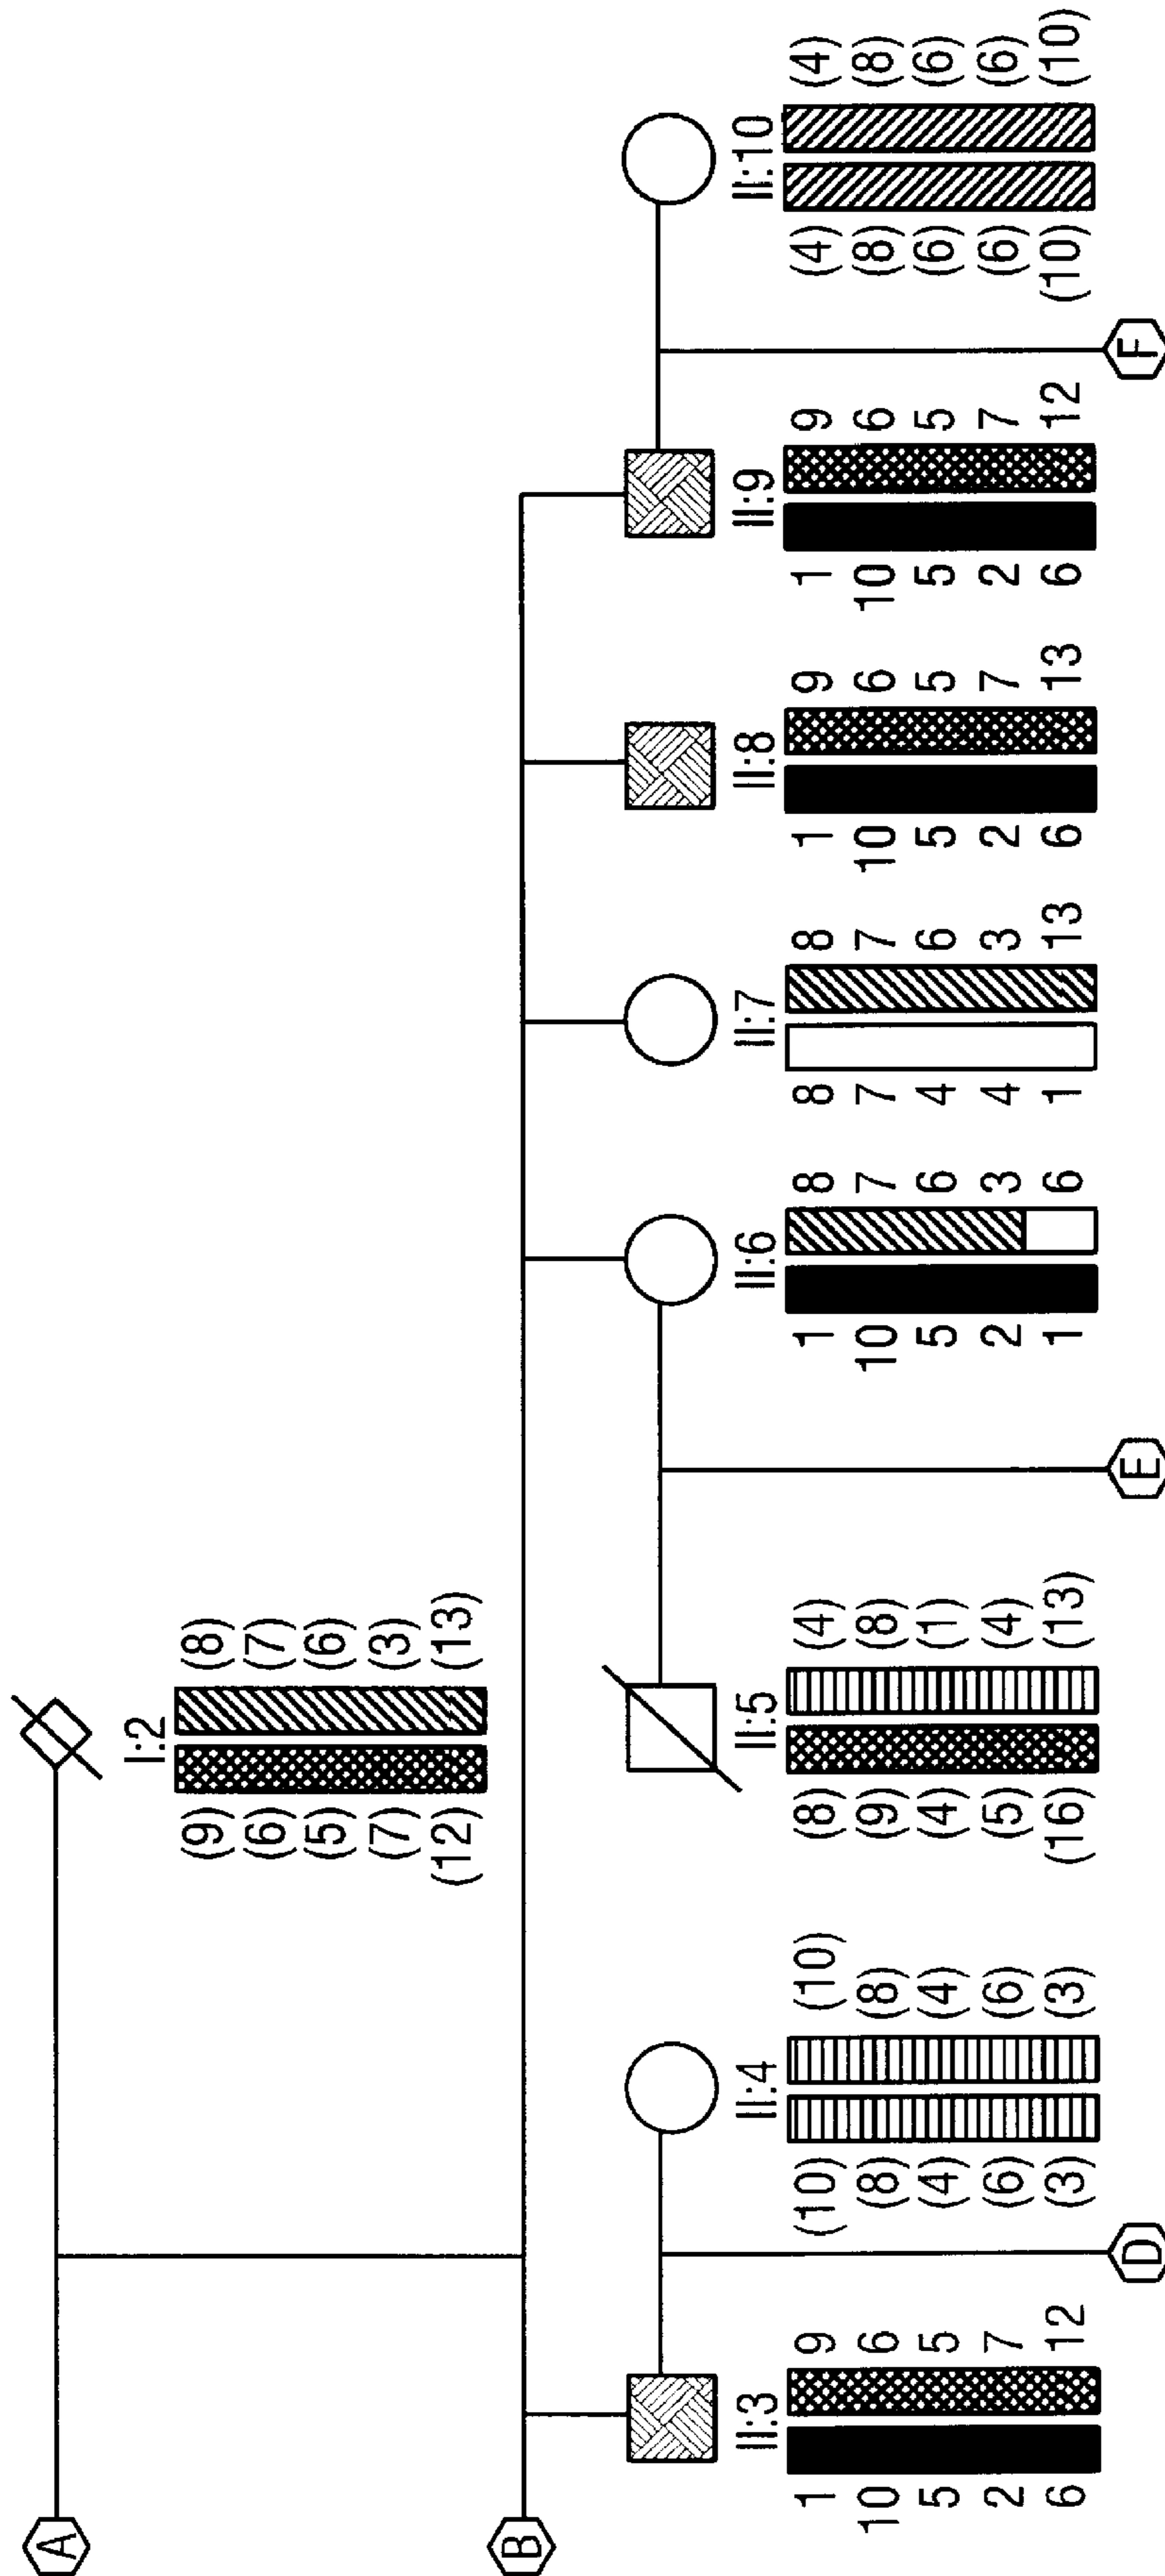 A
I:2
(9) (8)
(6) (7)
(5) (6)
(7) (3)
(12) (13)
B
II:3 II:4 II:5 II:6 II:7 II:8 II:9 II:10
1 9 (10) (10) (8) (4) 1 8 8 8 1 9 1 9 (4) (4)
10 6 (8) (8) (9) (8) 10 7 7 7 10 6 10 6 (8) (8)
5 5 (4) (4) (4) (1) 5 6 4 6 5 5 5 5 (6) (6)
2 7 (6) (6) (5) (4) 2 3 4 3 2 7 2 7 (6) (6)
6 12 (3) (3) (16) (13) 1 6 1 13 6 13 6 12 (10) (10)
D E F